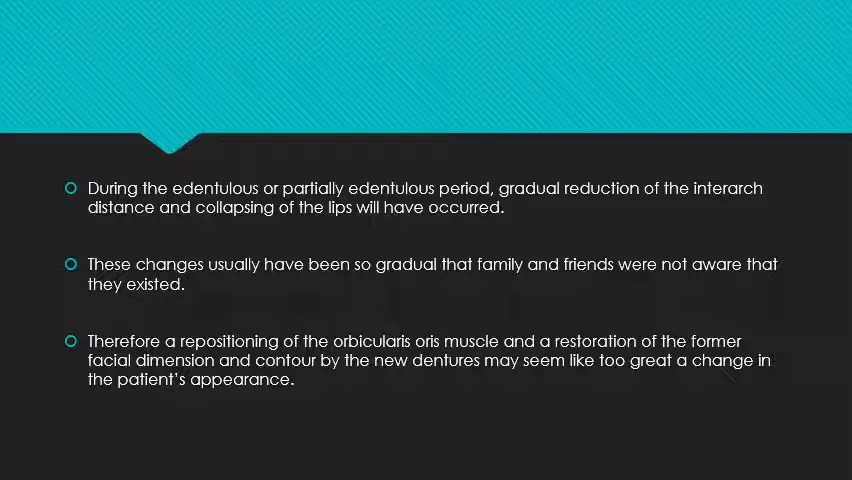 During the edentulous or partially edentulous period, gradual reduction of the interarch
distance and collapsing of the lips will have occurred.
These changes usually have been so gradual that family and friends were not aware that
they existed.
Therefore a repositioning of the orbicularis oris muscle and a restoration of the former
facial dimension and contour by the new dentures may seem like too great a change in
the patient's appearance.